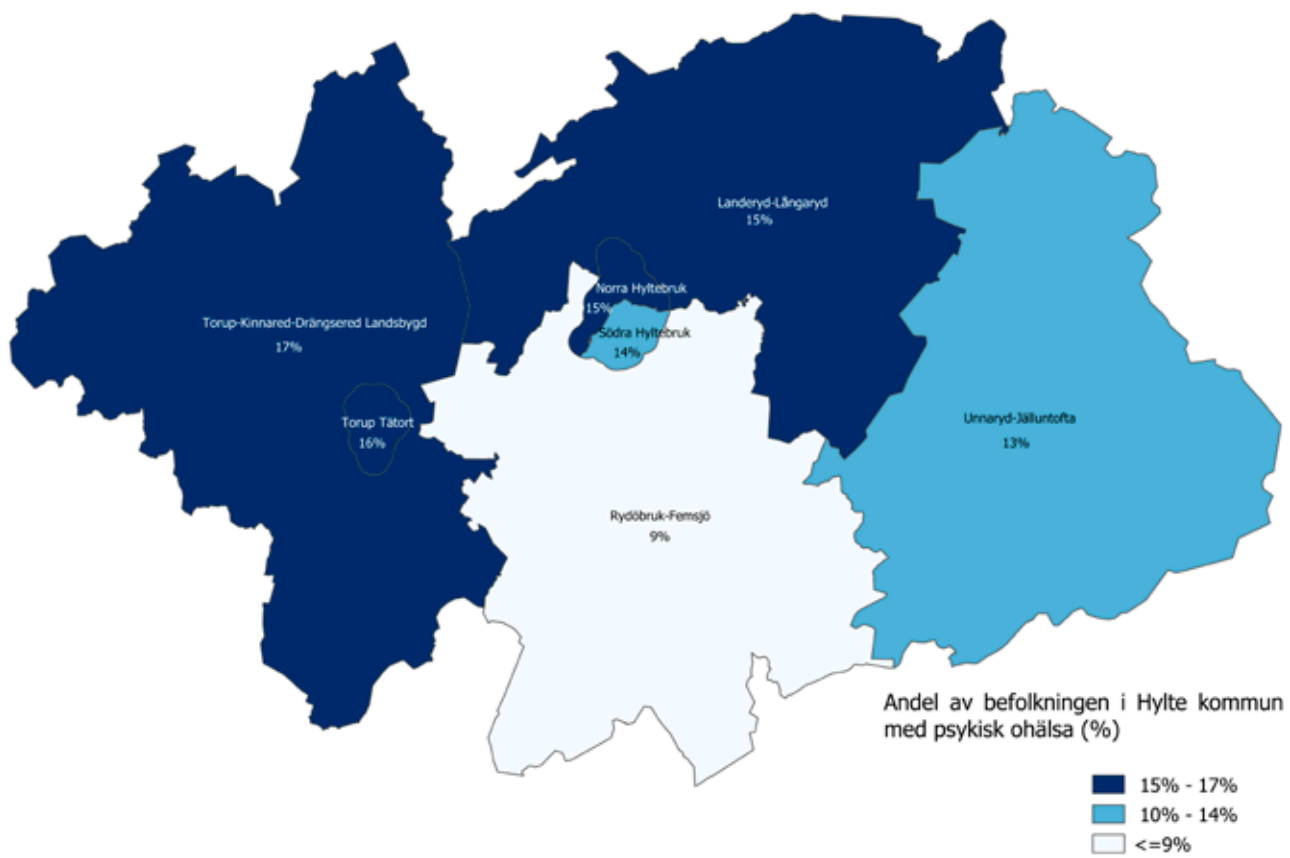 Landeryd-Långaryd
15%
Norra Hyltebruk
15%
Södra Hyltebruk
14%
Torup-Kinnared-Drängsered Landsbygd
17%
Torup Tätort
16%
Unnaryd-Jälluntofta
13%
Rydöbruk-Femsjö
9%
Andel av befolkningen i Hylte kommun
med psykisk ohälsa (%)
15% - 17%
10% - 14%
<=9%